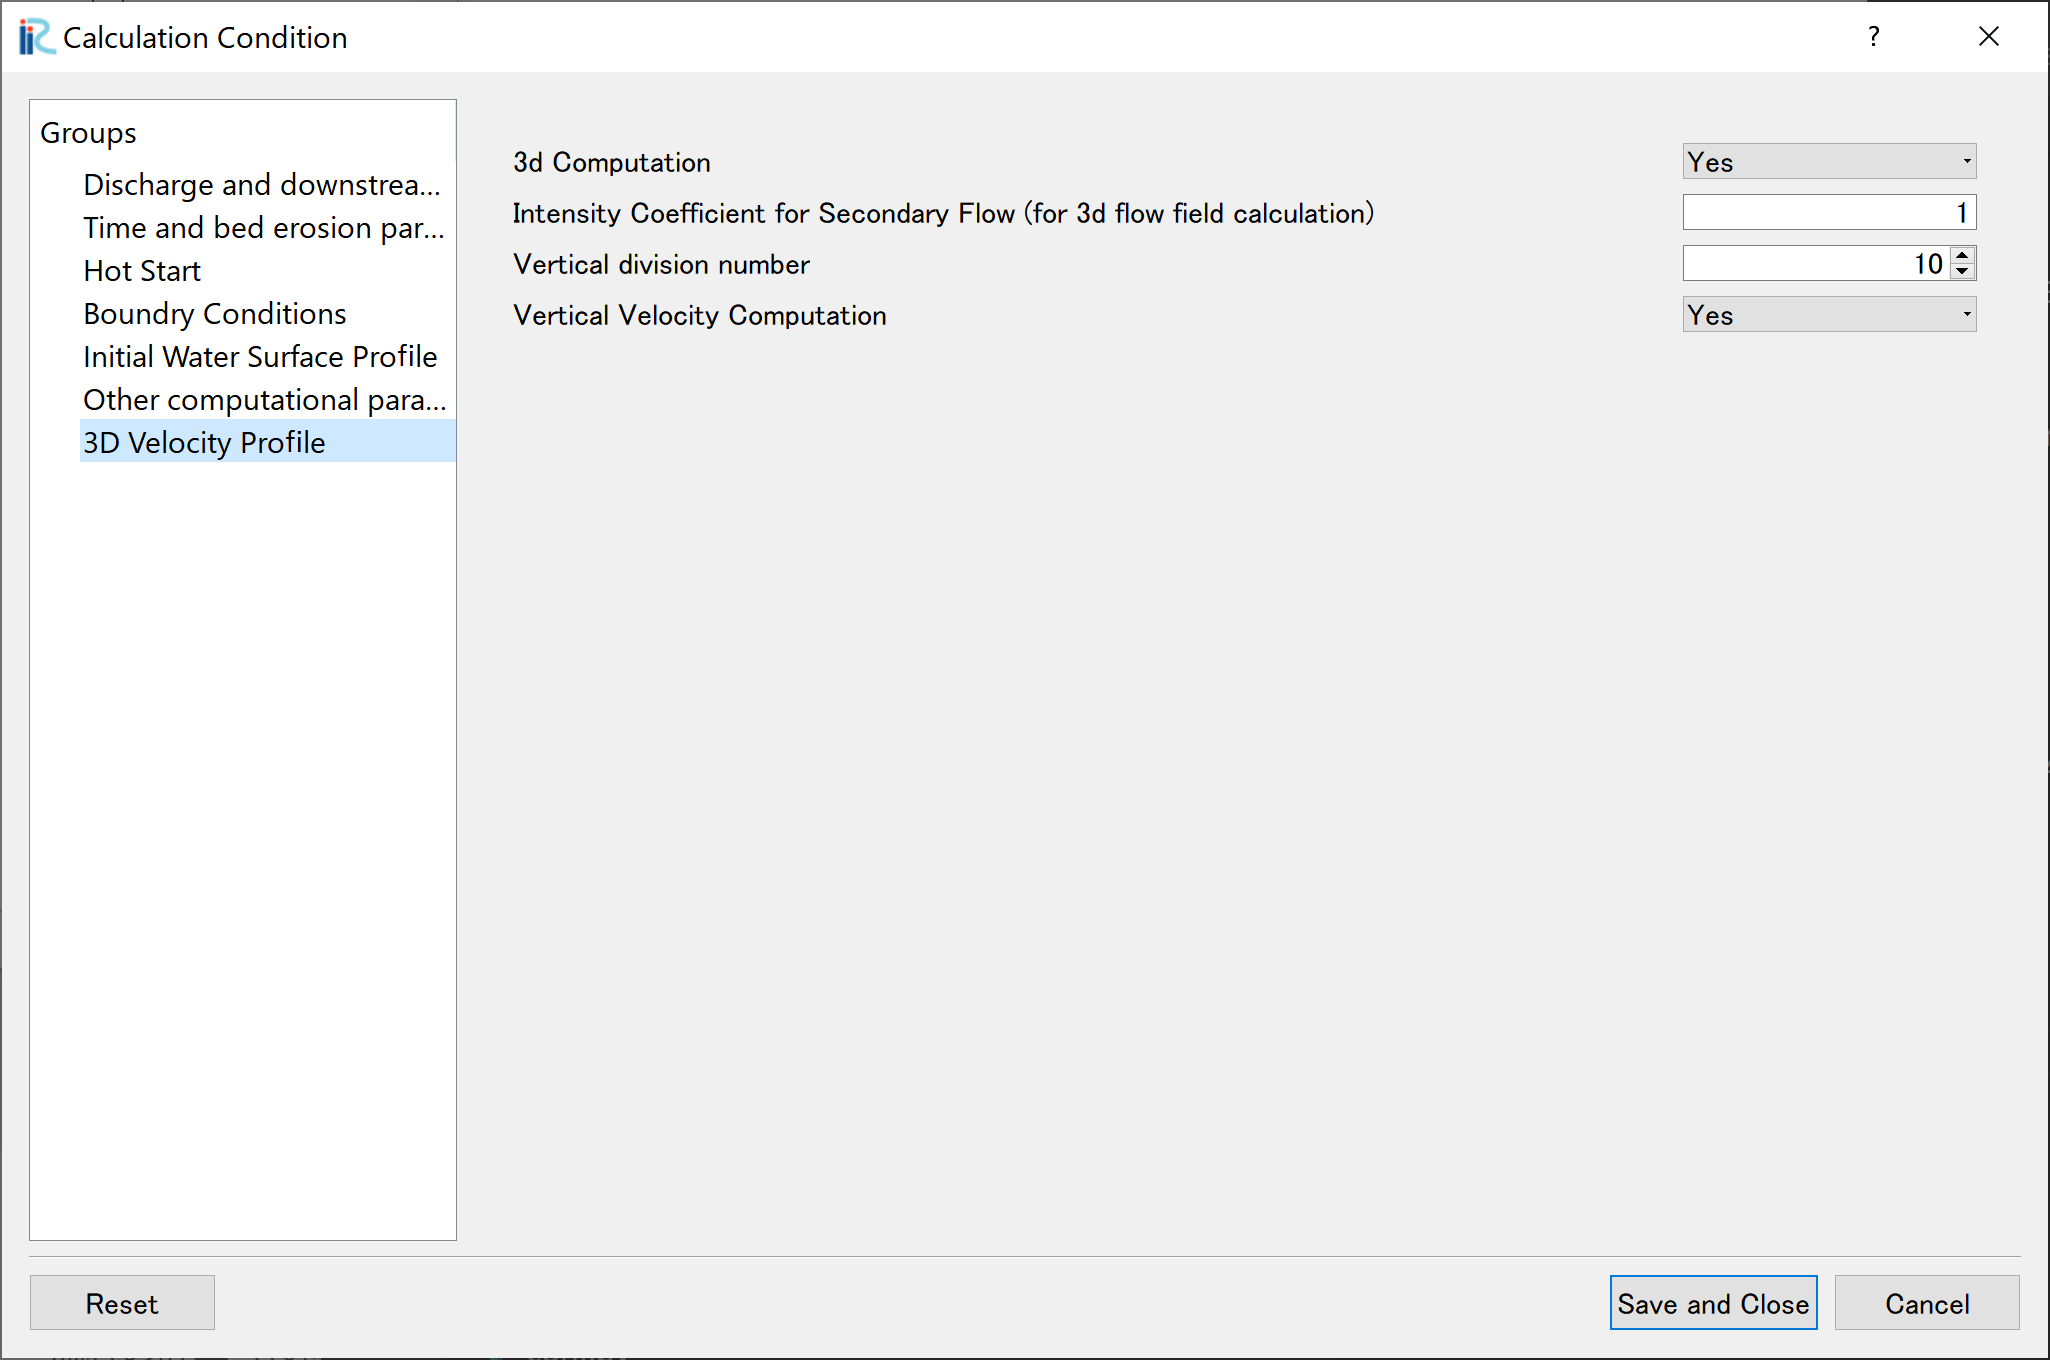 Calculation Condition
?
Groups
Discharge and downstrea...
Time and bed erosion par...
Hot Start
Boundry Conditions
Initial Water Surface Profile
Other computational para...
3D Velocity Profile
3d Computation
Yes
Intensity Coefficient for Secondary Flow (for 3d flow field calculation)
1
Vertical division number
10
Vertical Velocity Computation
Yes
Reset
Save and Close
Cancel